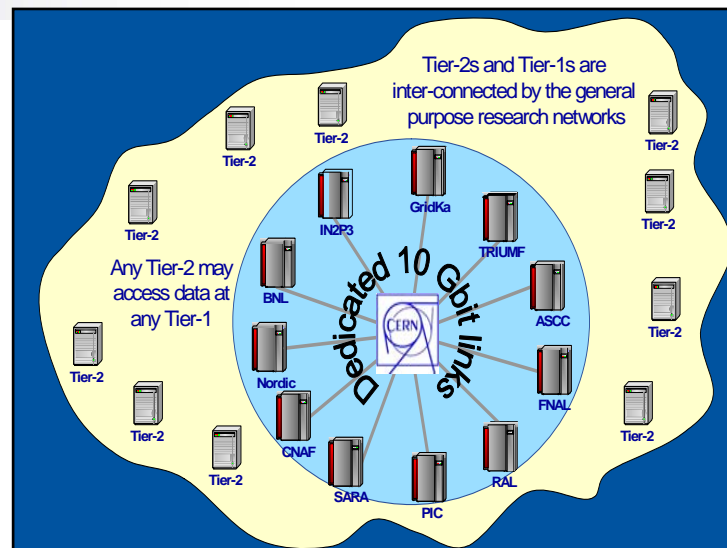 Tier-2s and Tier-1s are
inter-connected by the general
purpose research networks
Tier-2
Tier-2
Tier-2
Tier-2
Tier-2
GridKa
IN2P3
TRIUMF
Any Tier-2 may
access data at
any Tier-1
BNL
Dedicated 10 Gbit links
CERN
ASCC
Tier-2
Tier-2
Nordic
FNAL
Tier-2
Tier-2
CNAF
RAL
Tier-2
SARA
PIC